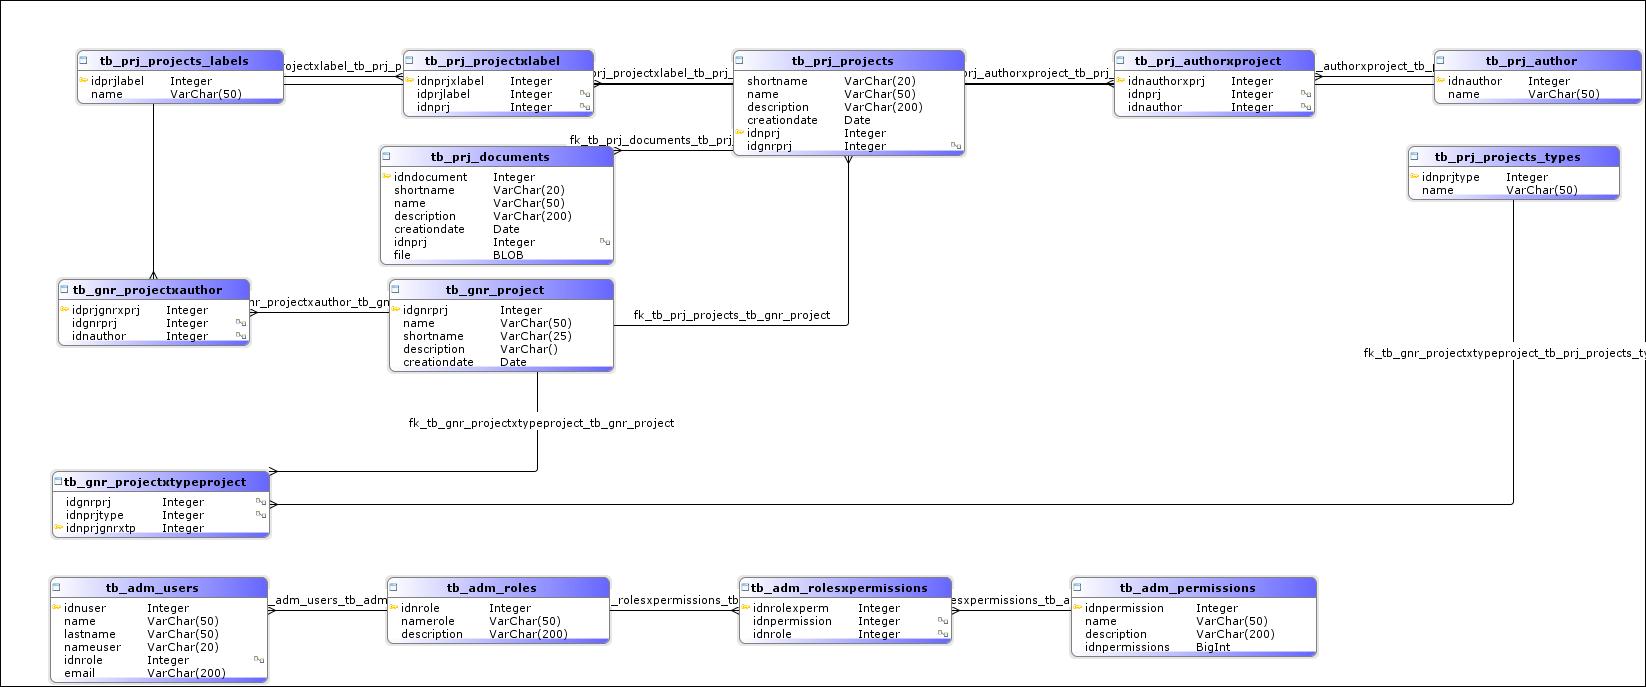 tb_prj_projects_labels
idprjlabel Integer
name VarChar(50)
rojectxlabel_tb_prj_p
tb_prj_projectxlabel
idnprjxlabel Integer
idprjlabel Integer
idnprj Integer
prj_projectxlabel_tb_prj_
tb_prj_projects
shortname VarChar(20)
name VarChar(50)
description VarChar(200)
creationdate Date
idnprj Integer
idgnrprj Integer
prj_authorxproject_tb_prj_
tb_prj_authorxproject
idnauthorxprj Integer
idnprj Integer
idnauthor Integer
_authorxproject_tb_p
tb_prj_author
idnauthor Integer
name VarChar(50)
fk_tb_prj_documents_tb_prj_
tb_prj_documents
idndocument Integer
shortname VarChar(20)
name VarChar(50)
description VarChar(200)
creationdate Date
idnprj Integer
file BLOB
tb_prj_projects_types
idnprjtype Integer
name VarChar(50)
tb_gnr_projectxauthor
idprjgnrxprj Integer
idgnrprj Integer
idnauthor Integer
nr_projectxauthor_tb_gn
tb_gnr_project
idgnrprj Integer
name VarChar(50)
shortname VarChar(25)
description VarChar()
creationdate Date
fk_tb_prj_projects_tb_gnr_project
fk_tb_gnr_projectxtypeproject_tb_prj_projects_ty
fk_tb_gnr_projectxtypeproject_tb_gnr_project
tb_gnr_projectxtypeproject
idgnrprj Integer
idnprjtype Integer
idnprjgnrxtp Integer
tb_adm_users
idnuser Integer
name VarChar(50)
lastname VarChar(50)
nameuser VarChar(20)
idnrole Integer
email VarChar(200)
_adm_users_tb_adm
tb_adm_roles
idnrole Integer
namerole VarChar(50)
description VarChar(200)
_rolesxpermissions_tb
tb_adm_rolesxpermissions
idnrolexperm Integer
idnpermission Integer
idnrole Integer
esxpermissions_tb_a
tb_adm_permissions
idnpermission Integer
name VarChar(50)
description VarChar(200)
idnpermissions BigInt